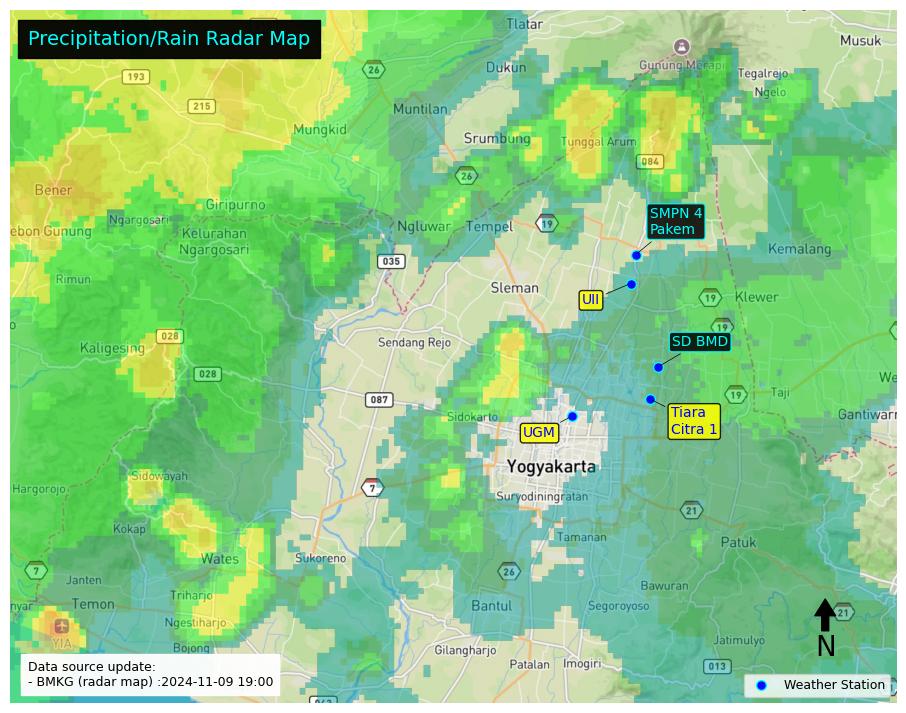 Precipitation/Rain Radar Map
Tlatar
Musuk
Dukun
Gunung Merapi
Tegalrejo
Ngelo
193
26
215
Muntilan
Mungkid
Srumbung
Tunggal Arum
084
26
Bener
Giripurno
Ngargosari
ebon Gunung
Kelurahan
Ngargosari
Ngluwar
Tempel
19
SMPN 4
Pakem
Kemalang
035
Rimun
Sleman
UII
19
Klewer
19
028
Kaligesing
Sendang Rejo
SD BMD
028
We
087
19
Taji
Sidokarto
UGM
Tiara
Citra 1
Gantiwarn
Yogyakarta
Sidowayah
Hargorojo
7
Suryodiningratan
21
Kokap
Tamanan
Patuk
Wates
Sukoreno
7
26
Janten
Bawuran
Triharjo
nyar
Temon
Bantul
Segoroyoso
21
Ngestiharjo
N
YIA
Bojong
Jatimulyo
Gilangharjo
Patalan
Imogiri
013
Data source update:
- BMKG (radar map) :2024-11-09 19:00
Weather Station